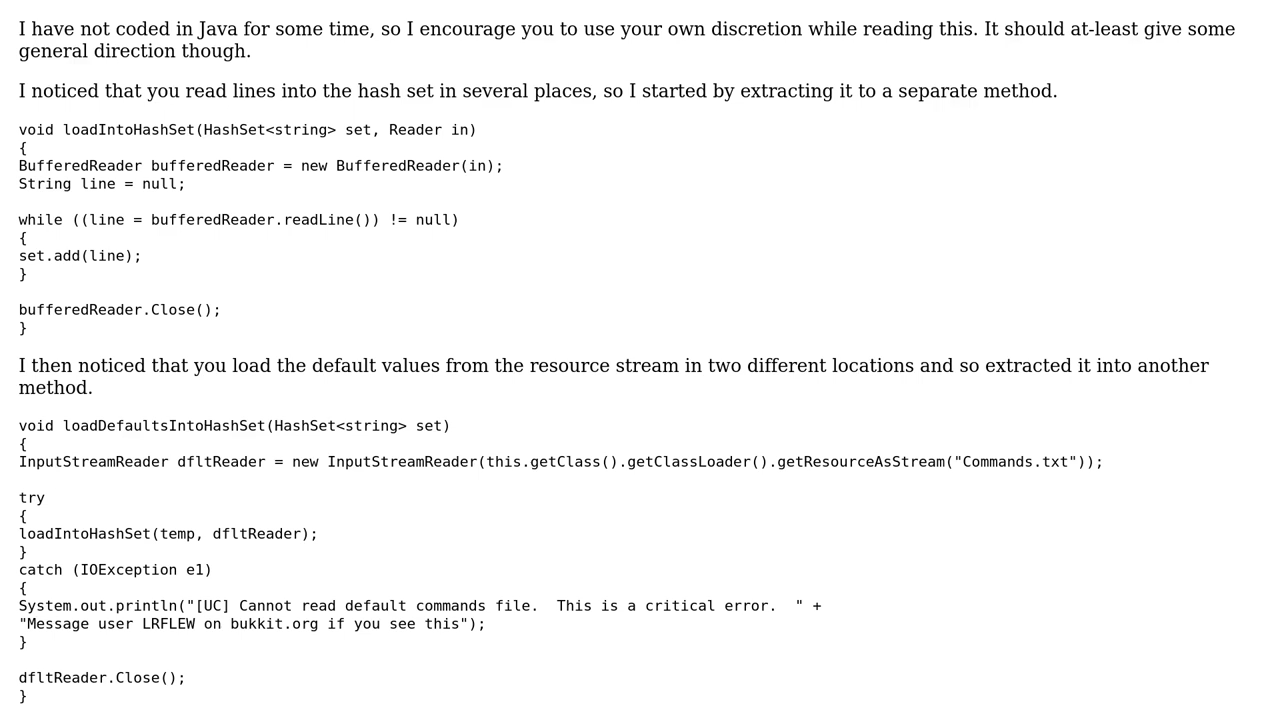 I have not coded in Java for some time, so I encourage you to use your own discretion while reading this. It should at-least give some
general direction though.
I noticed that you read lines into the hash set in several places, so I started by extracting it to a separate method.
void loadIntoHashSet(HashSet<string> set, Reader in)
{
BufferedReader bufferedReader = new BufferedReader(in);
String line = null;

while ((line = bufferedReader.readLine()) != null)
{
set.add(line);
}

bufferedReader.Close();
}
I then noticed that you load the default values from the resource stream in two different locations and so extracted it into another
method.
void loadDefaultsIntoHashSet(HashSet<string> set)
{
InputStreamReader dfltReader = new InputStreamReader(this.getClass().getClassLoader().getResourceAsStream("Commands.txt"));

try
{
loadIntoHashSet(temp, dfltReader);
}
catch (IOException e1)
{
System.out.println("[UC] Cannot read default commands file.  This is a critical error.  " +
"Message user LRFLEW on bukkit.org if you see this");
}

dfltReader.Close();
}